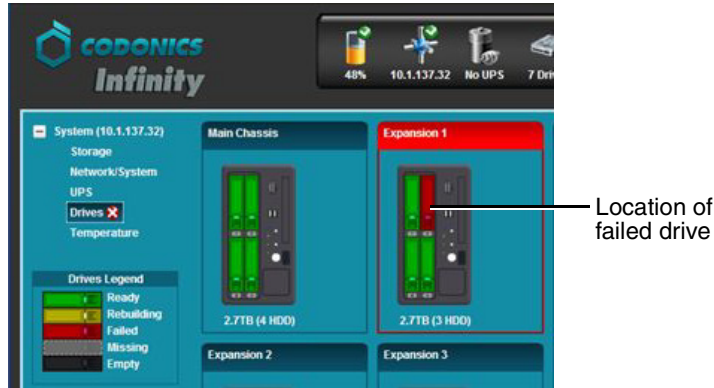 CODONICS
Infinity
48%
10.1.137.32
No UPS
7 Dri
System (10.1.137.32)
Storage
Network/System
UPS
Drives
Temperature
Drives Legend
Ready
Rebuilding
Failed
Missing
Empty
Main Chassis
2.7TB (4 HDD)
Expansion 1
2.7TB (3 HDD)
Expansion 2
Expansion 3
Location of
failed drive